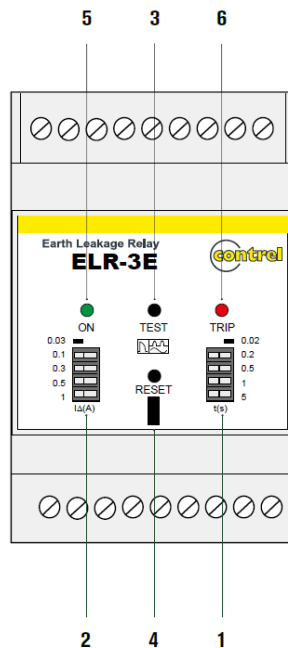 5 3 6
Earth Leakage Relay
ELR-3E
contrel
ON TEST TRIP
0.03 0.02
0.1 0.2
0.3 0.5
0.5 1
1 5
RESET
I∆(A) t(s)
2 4 1